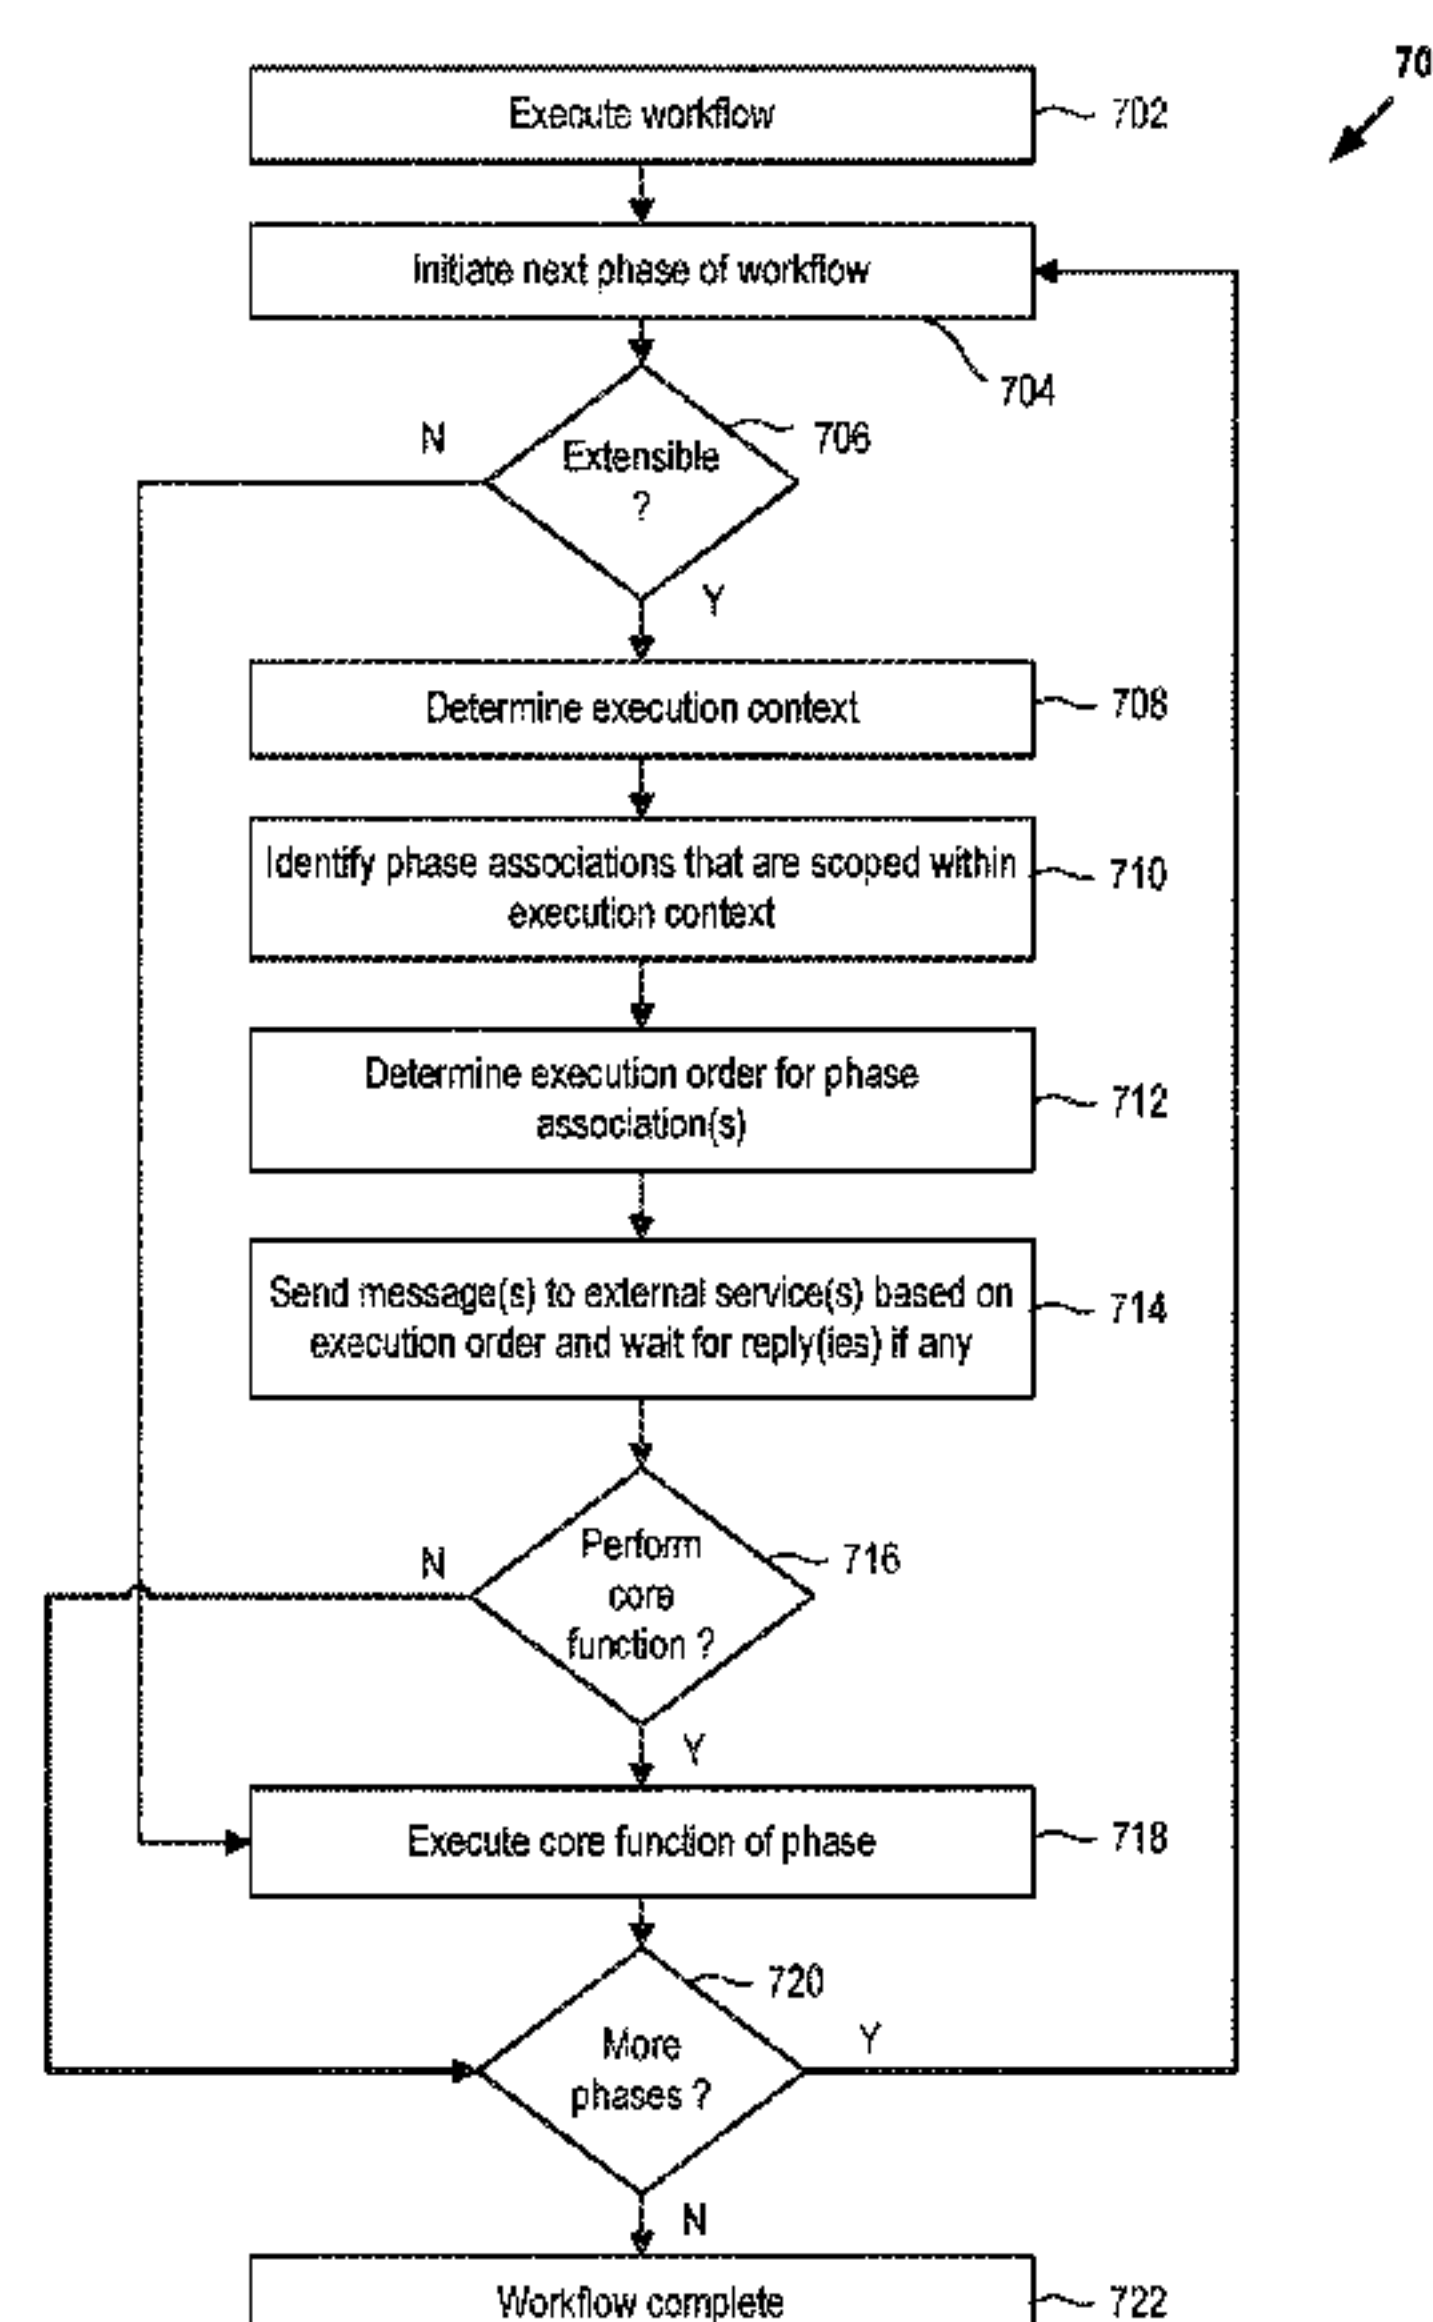 70
Execute workflow
702
Initiate next phase of workflow
704
N
Extensible
?
706
Y
Determine execution context
708
Identify phase associations that are scoped within
execution context
710
Determine execution order for phase
association(s)
712
Send message(s) to external service(s) based on
execution order and wait for reply(ies) if any
714
N
Perform
core
function ?
716
Y
Execute core function of phase
718
720
More
phases ?
Y
N
Workflow complete
722